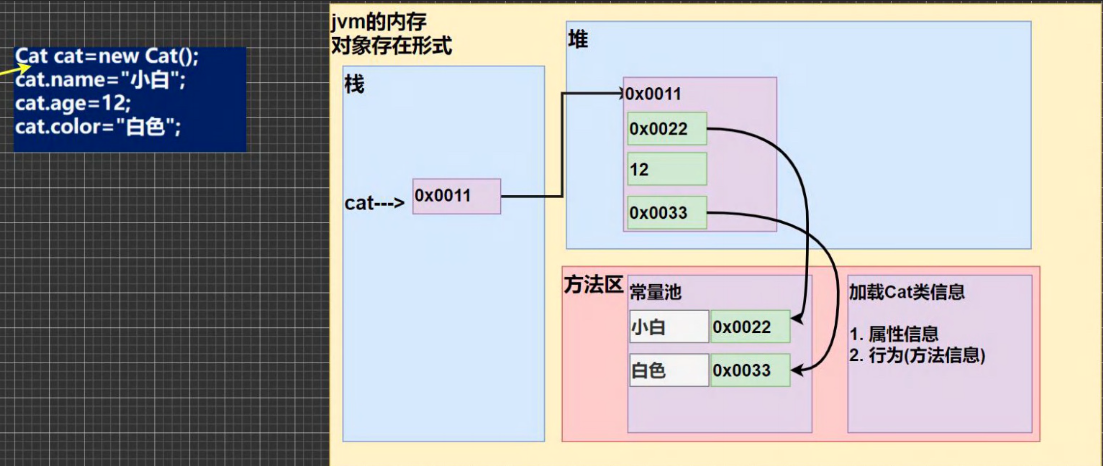 Cat cat=new Cat();
cat.name="小白";
cat.age=12;
cat.color="白色";
jvm的内存
对象存在形式
栈
cat---> 0x0011
堆
0x0011
0x0022
12
0x0033
方法区
常量池
小白 0x0022
白色 0x0033
加载Cat类信息
1. 属性信息
2. 行为(方法信息)